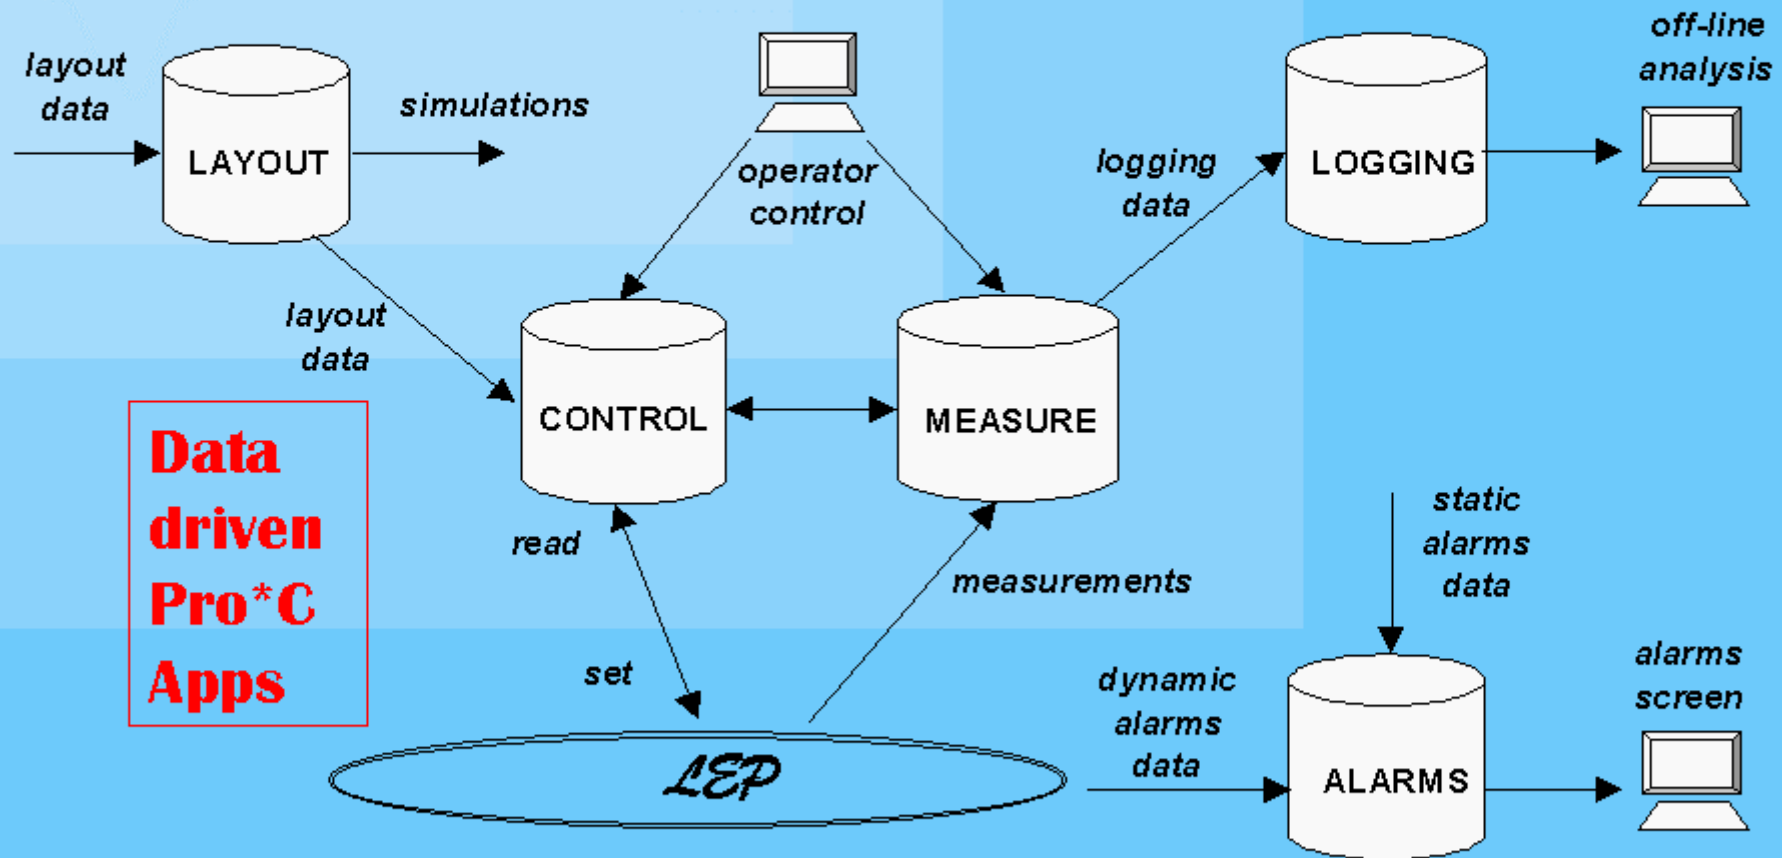 layout
data
LAYOUT
simulations
operator
control
logging
data
LOGGING
off-line
analysis
layout
data
CONTROL
MEASURE
Data
driven
Pro*C
Apps
read
set
measurements
LEP
static
alarms
data
dynamic
alarms
data
ALARMS
alarms
screen